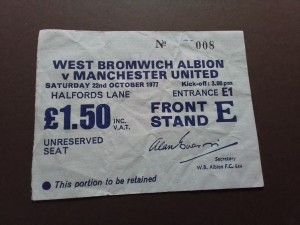 Nº 008
WEST BROMWICH ALBION
v MANCHESTER UNITED
SATURDAY 22nd OCTOBER 1977 Kick-off: 3.00 pm
HALFORDS LANE ENTRANCE E1
£1.50 INC. V.A.T.
FRONT STAND E
UNRESERVED SEAT
Secretary
W.B. Albion F.C.
● This portion to be retained